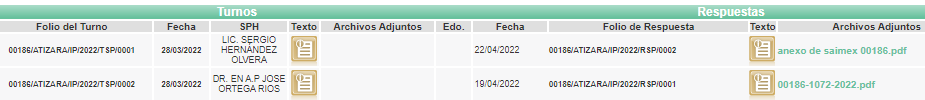 Turnos Respuestas
Folio del Turno Fecha SPH Texto Archivos Adjuntos Edo. Fecha Folio de Respuesta Texto Archivos Adjuntos
00186/ATIZARA/IP/2022/TSP/0001 28/03/2022 LIC. SERGIO HERNÁNDEZ OLVERA 22/04/2022 00186/ATIZARA/IP/2022/RSP/0002 anexo de saimex 00186.pdf
00186/ATIZARA/IP/2022/TSP/0002 28/03/2022 DR. EN A.P JOSE ORTEGA RIOS 19/04/2022 00186/ATIZARA/IP/2022/RSP/0001 00186-1072-2022.pdf